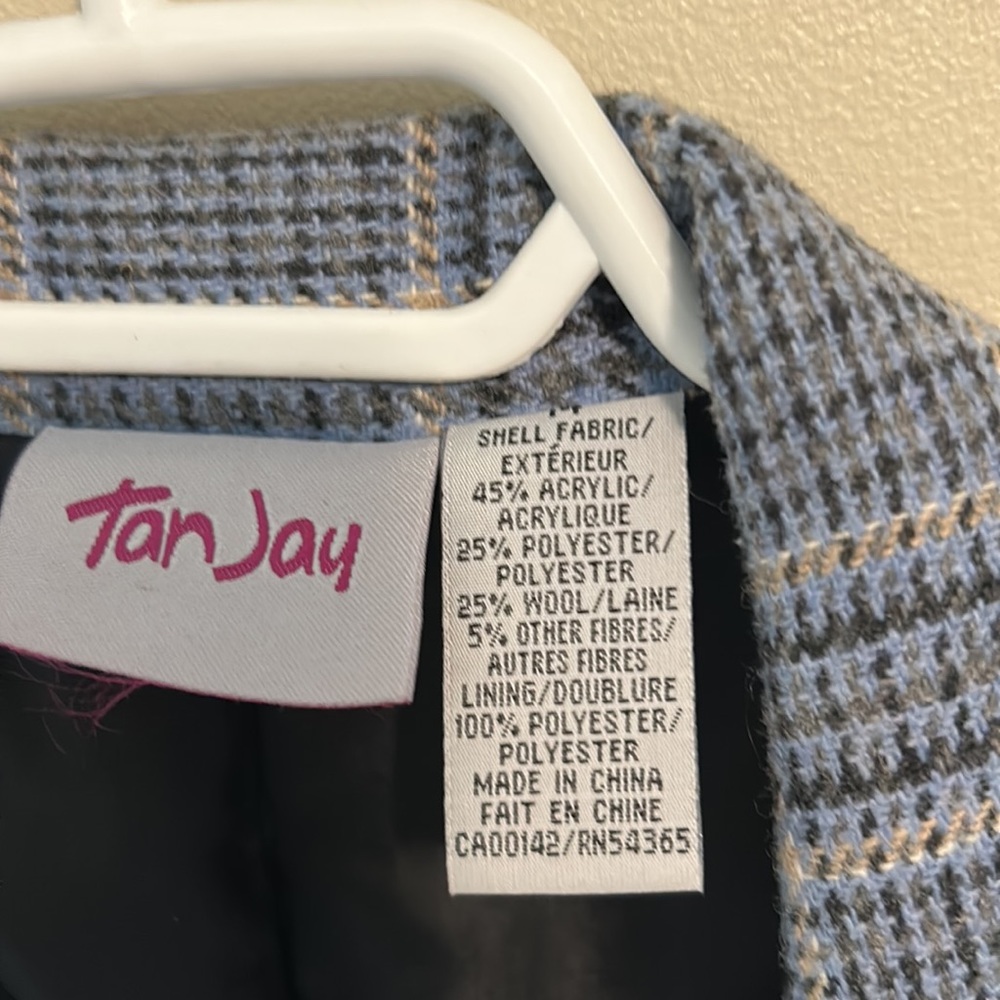 Tan Jay
SHELL FABRIC/
EXTÉRIEUR
45% ACRYLIC/
ACRYLIQUE
25% POLYESTER/
POLYESTER
25% WOOL/LAINE
5% OTHER FIBRES/
AUTRES FIBRES
LINING/DOUBLURE
100% POLYESTER/
POLYESTER
MADE IN CHINA
FAIT EN CHINE
CA00142/RN54365